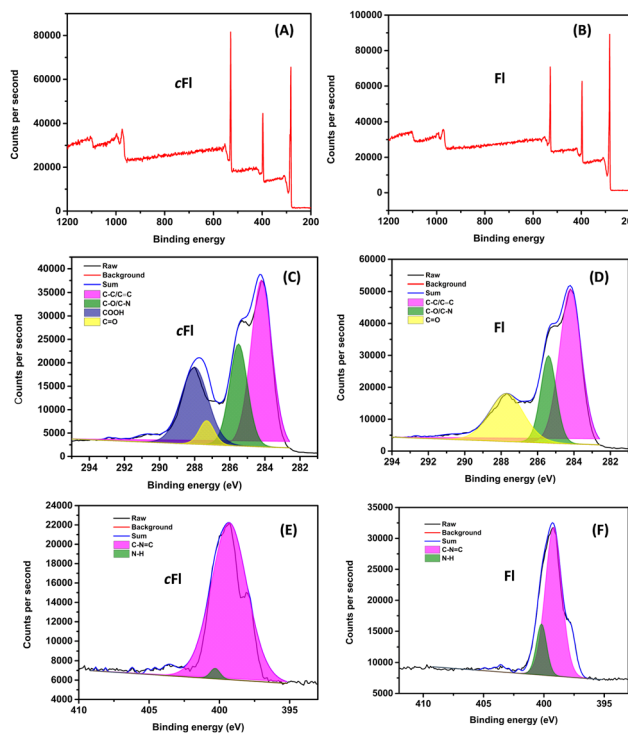 (A)
cFl
Counts per second
80000
60000
40000
20000
0
1200
1000
800
600
400
200
Binding energy
(B)
Fl
Counts per second
90000
80000
70000
60000
50000
40000
30000
20000
10000
0
1200
1000
800
600
400
200
Binding energy
(C)
cFl
Raw
Background
Sum
C-C/C=C
C-O/C-N
COOH
C=O
Counts per second
40000
35000
30000
25000
20000
15000
10000
5000
0
294
292
290
288
286
284
282
Binding energy (eV)
(D)
Fl
Raw
Background
Sum
C-C/C=C
C-O/C-N
C=O
Counts per second
60000
50000
40000
30000
20000
10000
0
294
292
290
288
286
284
282
Binding energy (eV)
(E)
cFl
Raw
Background
Sum
C-N=C
N-H
Counts per second
24000
22000
20000
18000
16000
14000
12000
10000
8000
6000
4000
410
405
400
395
Binding energy (eV)
(F)
Fl
Raw
Background
Sum
C-N=C
N-H
Counts per second
35000
30000
25000
20000
15000
10000
5000
410
400
Binding energy (eV)